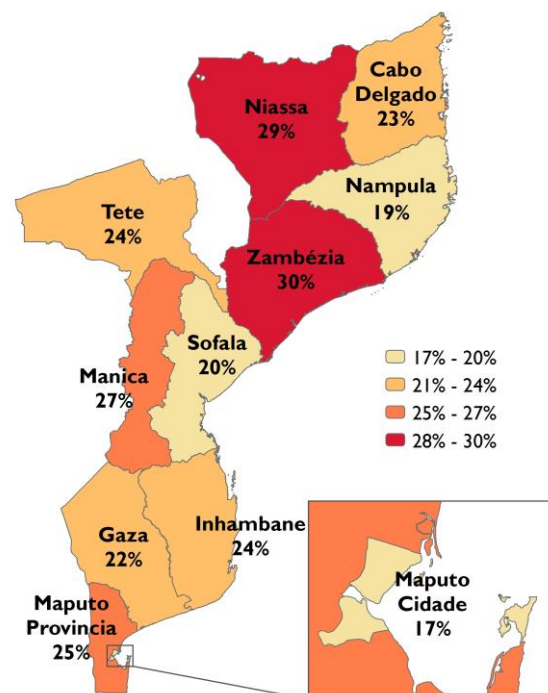 Cabo
Delgado
23%
Niassa
29%
Nampula
19%
Tete
24%
Zambézia
30%
Sofala
20%
Manica
27%
17% - 20%
21% - 24%
25% - 27%
28% - 30%
Inhambane
24%
Gaza
22%
Maputo
Provincia
25%
Maputo
Cidade
17%